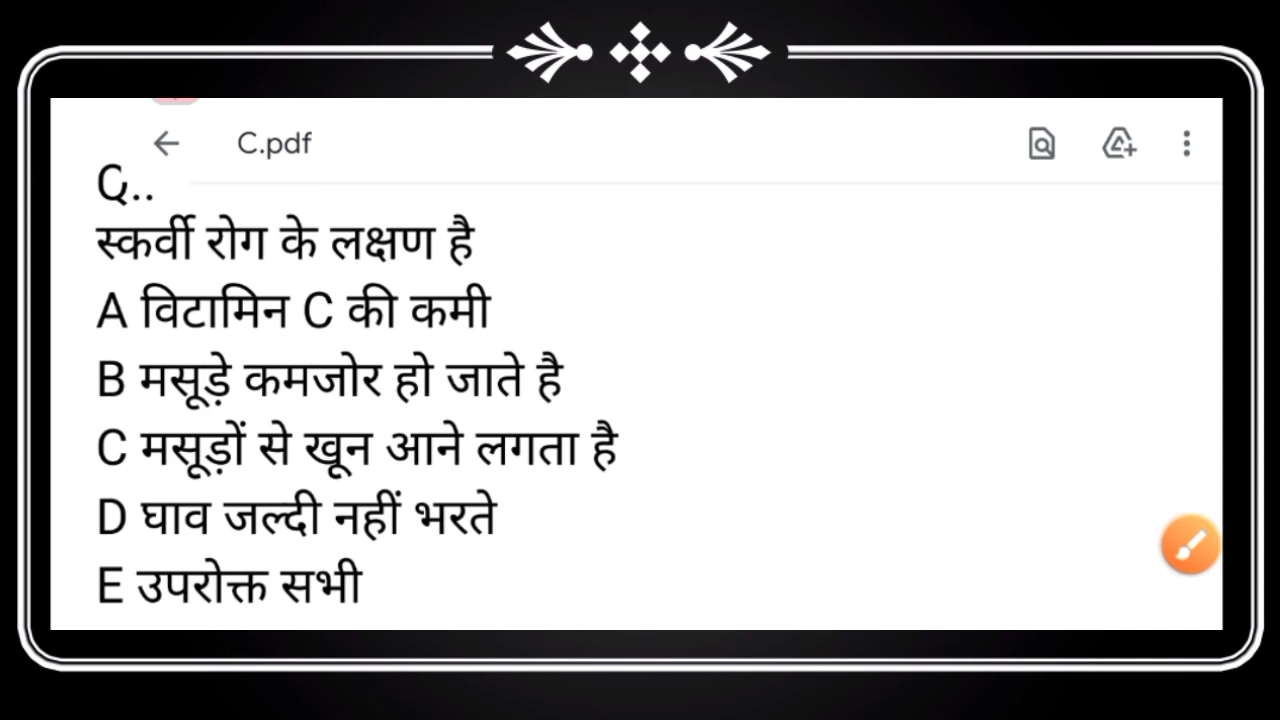 C.pdf
Q..
स्कर्वी रोग के लक्षण है
A विटामिन C की कमी
B मसूड़े कमजोर हो जाते है
C मसूड़ों से खून आने लगता है
D घाव जल्दी नहीं भरते
E उपरोक्त सभी